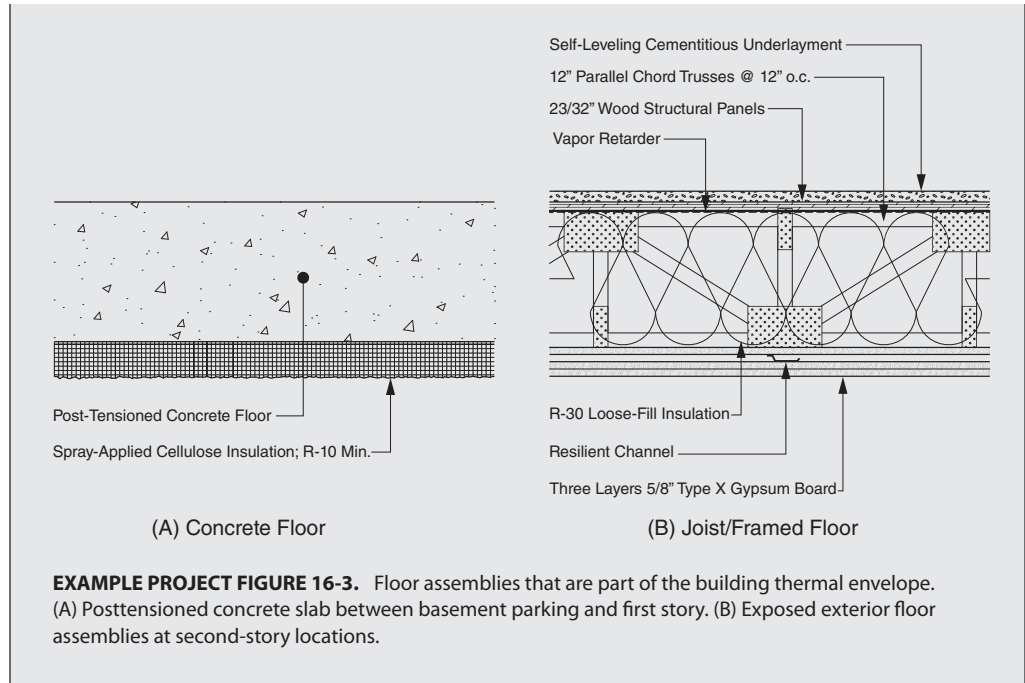 Self-Leveling Cementitious Underlayment
12” Parallel Chord Trusses @ 12” o.c.
23/32” Wood Structural Panels
Vapor Retarder
Post-Tensioned Concrete Floor
Spray-Applied Cellulose Insulation; R-10 Min.
R-30 Loose-Fill Insulation
Resilient Channel
Three Layers 5/8” Type X Gypsum Board
(A) Concrete Floor
(B) Joist/Framed Floor
EXAMPLE PROJECT FIGURE 16-3. Floor assemblies that are part of the building thermal envelope.
(A) Posttensioned concrete slab between basement parking and first story. (B) Exposed exterior floor
assemblies at second-story locations.